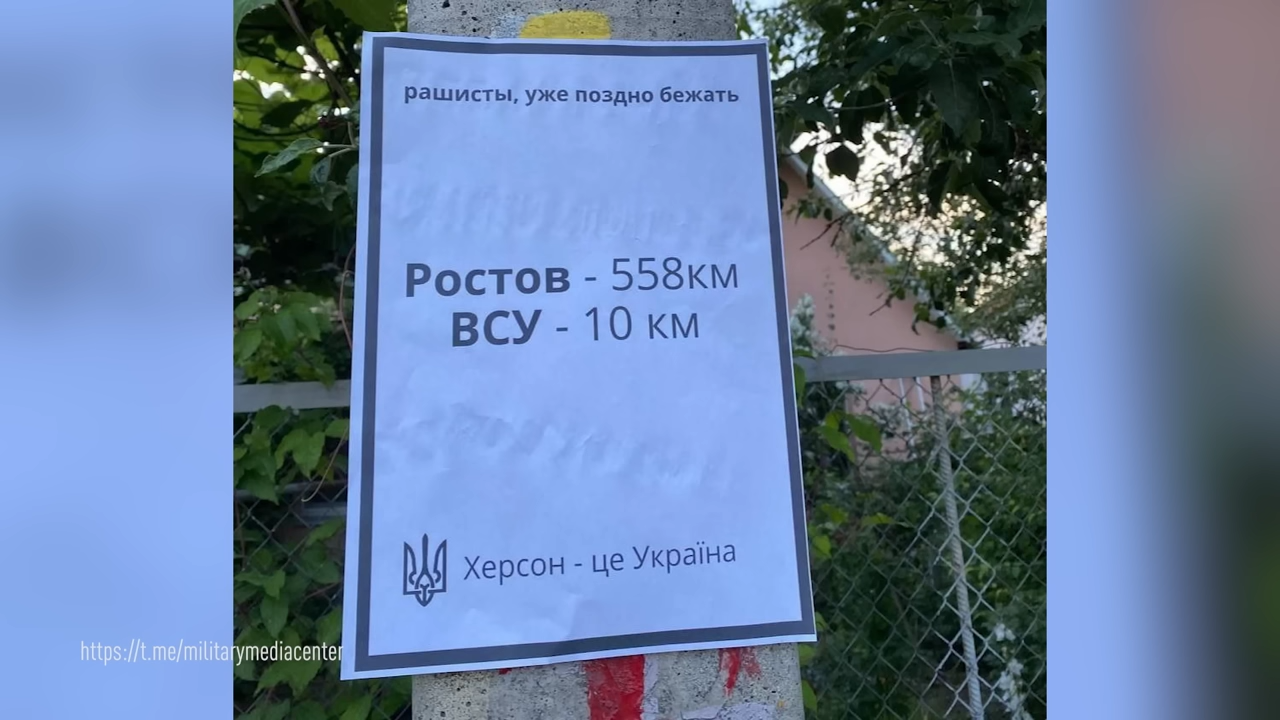 рашисты, уже поздно бежать
Ростов - 558км
ВСУ - 10 км
Херсон - це Україна
https://t.me/militarymediacenter